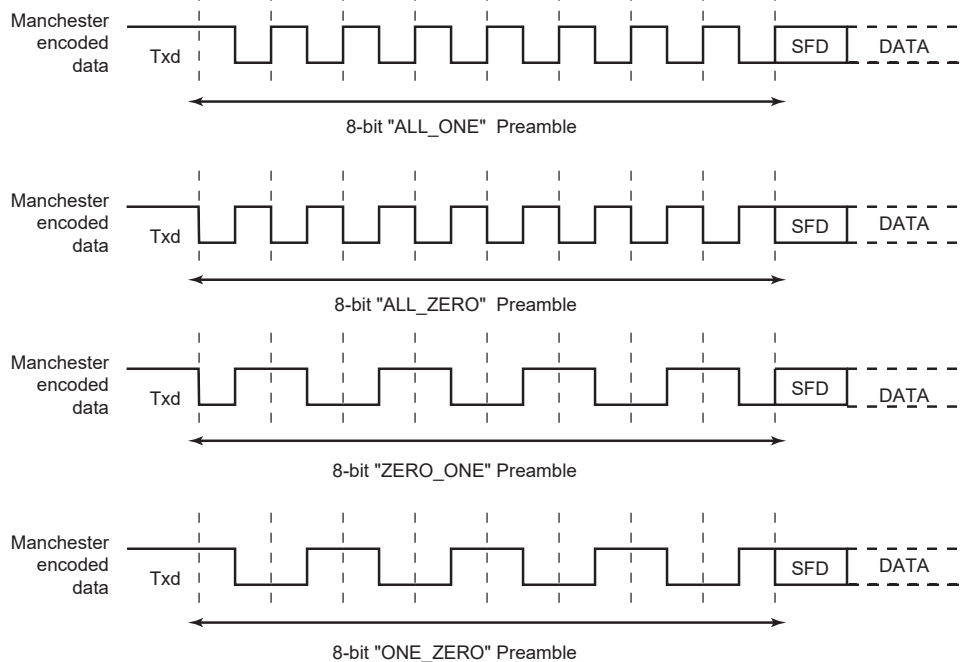 Manchester
encoded
data
Txd
SFD
DATA
8-bit "ALL_ONE" Preamble
Manchester
encoded
data
Txd
SFD
DATA
8-bit "ALL_ZERO" Preamble
Manchester
encoded
data
Txd
SFD
DATA
8-bit "ZERO_ONE" Preamble
Manchester
encoded
data
Txd
SFD
DATA
8-bit "ONE_ZERO" Preamble